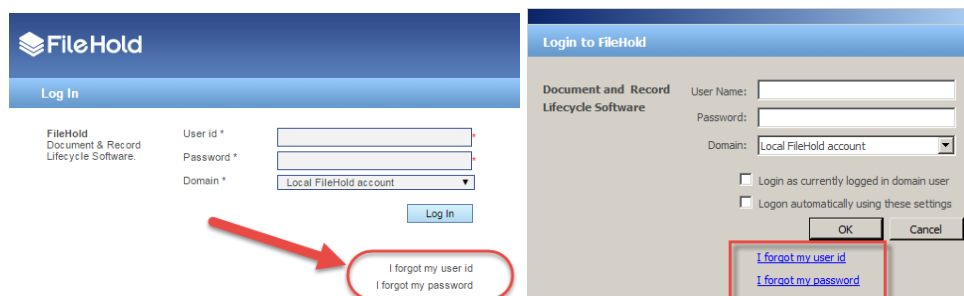 FileHold
Log In
FileHold
Document & Record
Lifecycle Software.
User id *
*
Password *
*
Domain *
Local FileHold account
Log In
I forgot my user id
I forgot my password
Login to FileHold
Document and Record
Lifecycle Software
User Name:
Password:
Domain:
Local FileHold account
Login as currently logged in domain user
Logon automatically using these settings
OK
Cancel
I forgot my user id
I forgot my password